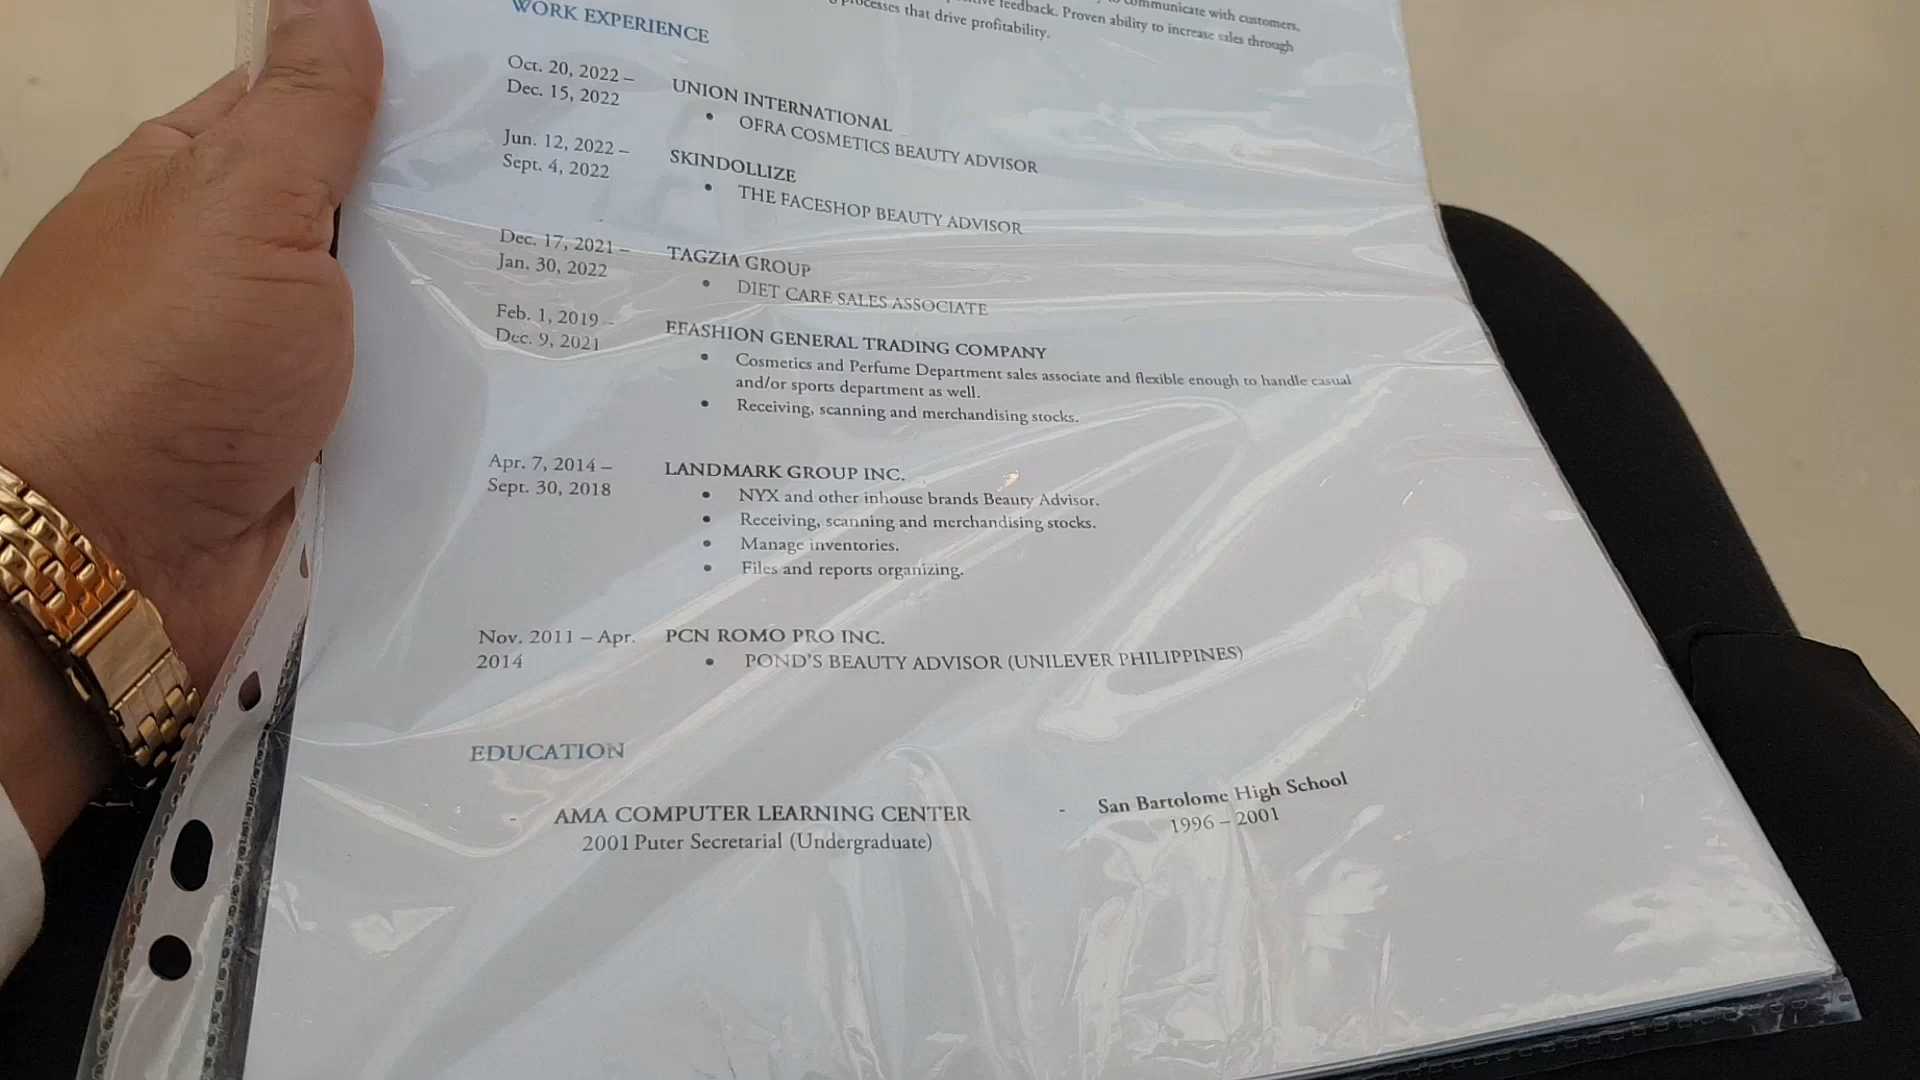 communicate with customers,
feedback. Proven ability to increase sales through
processes that drive profitability.
WORK EXPERIENCE
Oct. 20, 2022 –
Dec. 15, 2022
UNION INTERNATIONAL
• OFRA COSMETICS BEAUTY ADVISOR
Jun. 12, 2022 –
Sept. 4, 2022
SKINDOLLIZE
• THE FACESHOP BEAUTY ADVISOR
Dec. 17, 2021 –
Jan. 30, 2022
TAGZIA GROUP
• DIET CARE SALES ASSOCIATE
Feb. 1, 2019 –
Dec. 9, 2021
EFASHION GENERAL TRADING COMPANY
• Cosmetics and Perfume Department sales associate and flexible enough to handle casual
and/or sports department as well.
• Receiving, scanning and merchandising stocks.
Apr. 7, 2014 –
Sept. 30, 2018
LANDMARK GROUP INC.
• NYX and other inhouse brands Beauty Advisor.
• Receiving, scanning and merchandising stocks.
• Manage inventories.
• Files and reports organizing.
Nov. 2011 – Apr.
2014
PCN ROMO PRO INC.
• POND'S BEAUTY ADVISOR (UNILEVER PHILIPPINES)
EDUCATION
- AMA COMPUTER LEARNING CENTER
2001 Puter Secretarial (Undergraduate)
- San Bartolome High School
1996 – 2001